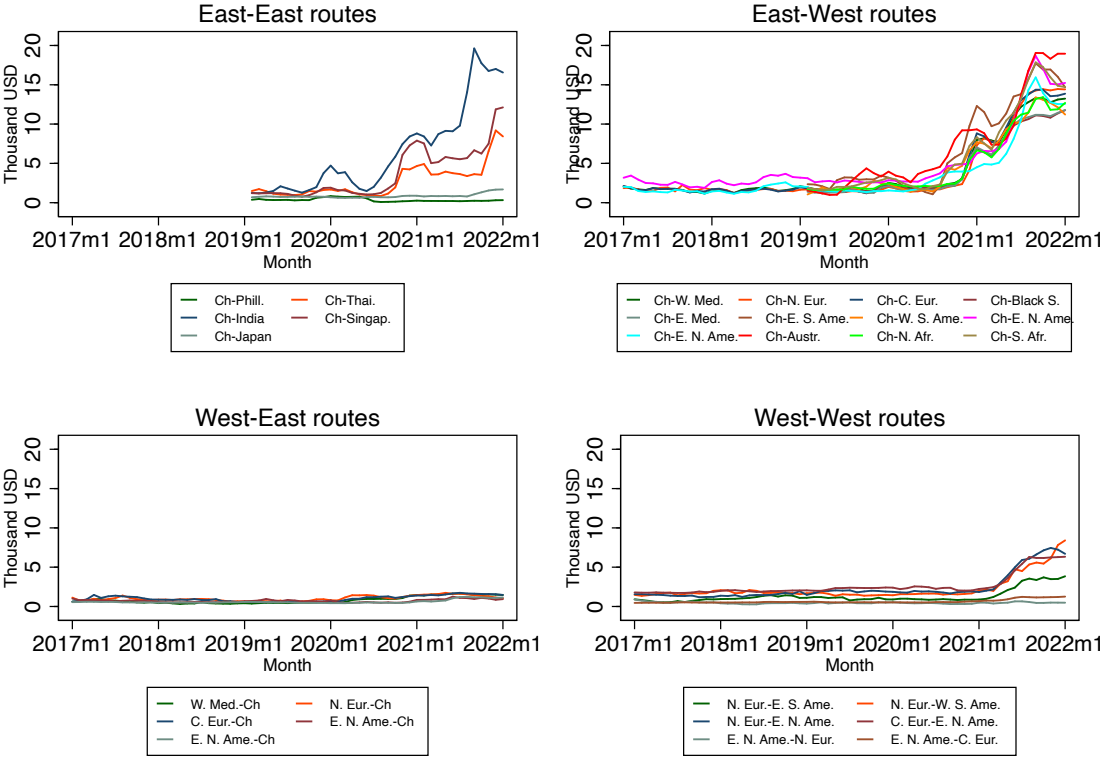 East-East routes
Thousand USD
20
15
10
5
0
2017m1 2018m1 2019m1 2020m1 2021m1 2022m1
Month
Ch-Phill. Ch-Thai.
Ch-India Ch-Singap.
Ch-Japan
East-West routes
Thousand USD
20
15
10
5
0
2017m1 2018m1 2019m1 2020m1 2021m1 2022m1
Month
Ch-W. Med. Ch-N. Eur. Ch-C. Eur. Ch-Black S.
Ch-E. Med. Ch-E. S. Ame. Ch-W. S. Ame. Ch-E. N. Ame.
Ch-E. N. Ame. Ch-Austr. Ch-N. Afr. Ch-S. Afr.
West-East routes
Thousand USD
20
15
10
5
0
2017m1 2018m1 2019m1 2020m1 2021m1 2022m1
Month
W. Med.-Ch N. Eur.-Ch
C. Eur.-Ch E. N. Ame.-Ch
E. N. Ame.-Ch
West-West routes
Thousand USD
20
15
10
5
0
2017m1 2018m1 2019m1 2020m1 2021m1 2022m1
Month
N. Eur.-E. S. Ame. N. Eur.-W. S. Ame.
N. Eur.-E. N. Ame. C. Eur.-E. N. Ame.
E. N. Ame.-N. Eur. E. N. Ame.-C. Eur.